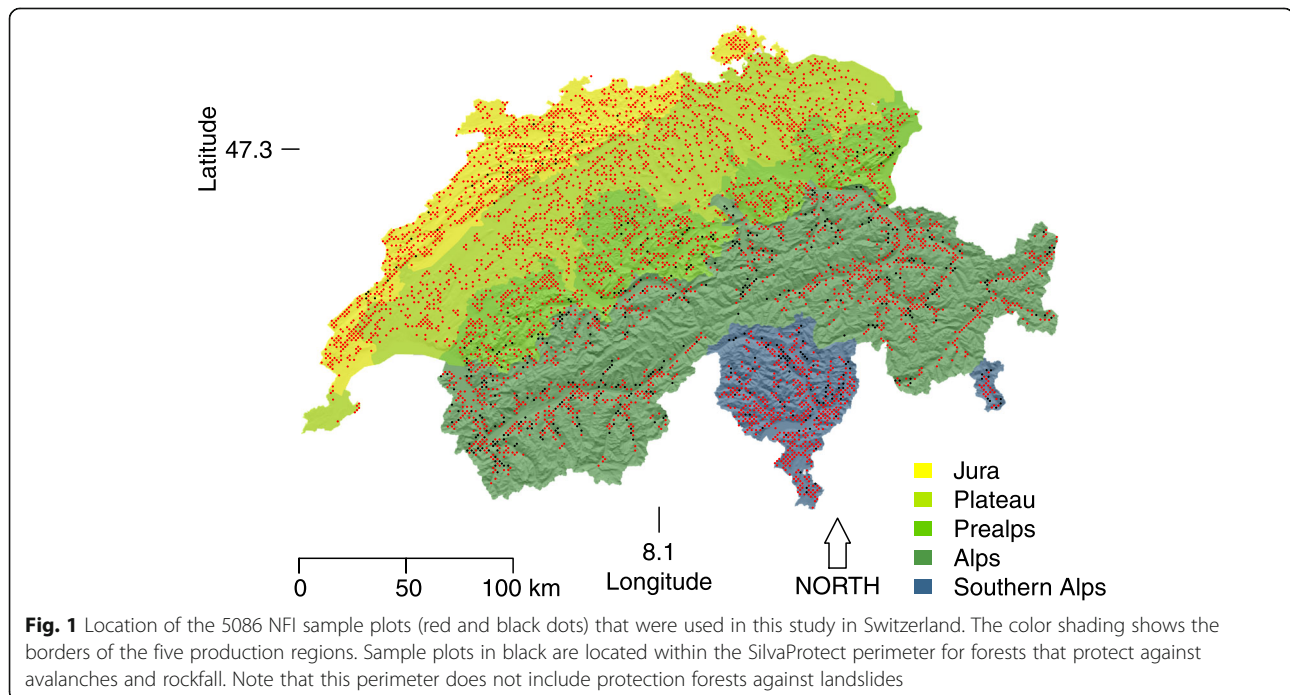 Latitude
47.3
8.1
Longitude
0
50
100 km
NORTH
Jura
Plateau
Prealps
Alps
Southern Alps
Fig. 1 Location of the 5086 NFI sample plots (red and black dots) that were used in this study in Switzerland. The color shading shows the
borders of the five production regions. Sample plots in black are located within the SilvaProtect perimeter for forests that protect against
avalanches and rockfall. Note that this perimeter does not include protection forests against landslides